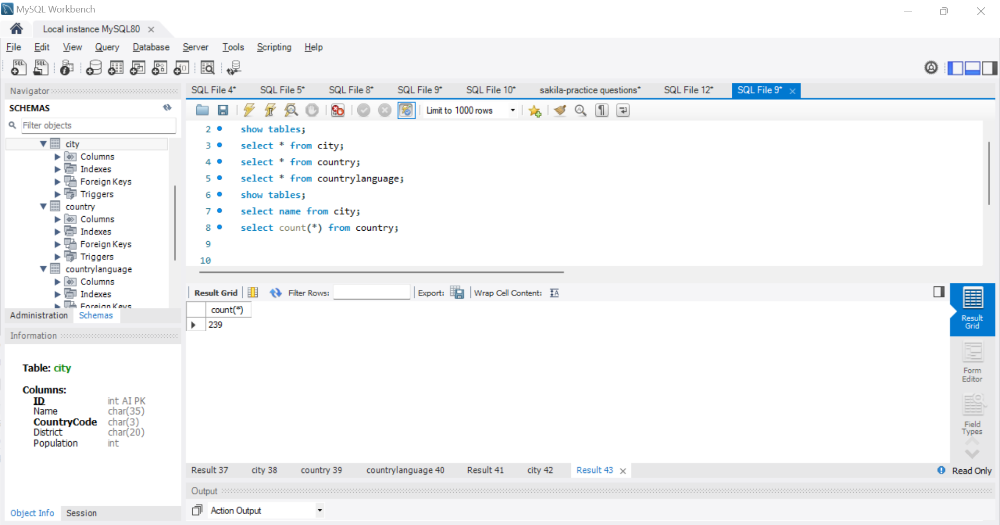 MySQL Workbench
Local instance MySQL80
File Edit View Query Database Server Tools Scripting Help
SQL SQL
Navigator
SCHEMAS
Filter objects
city
Columns
Indexes
Foreign Keys
Triggers
country
Columns
Indexes
Foreign Keys
Triggers
countrylanguage
Columns
Indexes
Foreign Keys
Administration Schemas
Information
Table: city
Columns:
ID int AI PK
Name char(35)
CountryCode char(3)
District char(20)
Population int
Object Info Session
SQL File 4* SQL File 5* SQL File 8* SQL File 9* SQL File 10* sakila-practice questions* SQL File 12* SQL File 9*
Limit to 1000 rows
2 show tables;
3 select * from city;
4 select * from country;
5 select * from countrylanguage;
6 show tables;
7 select name from city;
8 select count(*) from country;
9
10
Result Grid Filter Rows: Export: Wrap Cell Content:
count(*)
239
Result Grid
Form Editor
Field Types
Result 37 city 38 country 39 countrylanguage 40 Result 41 city 42 Result 43 Read Only
Output
Action Output